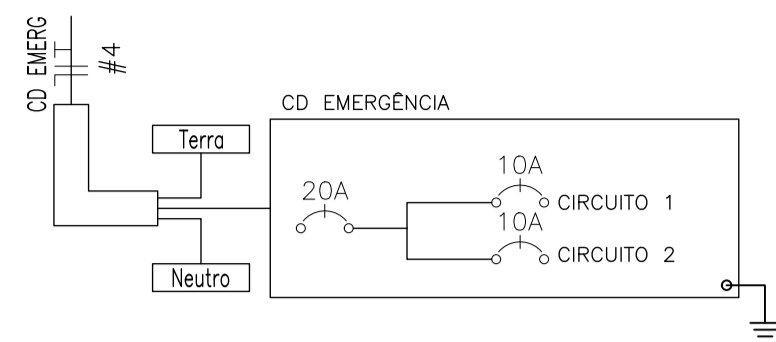 CD EMERG
#4
CD EMERGÊNCIA
Terra
20A
10A
CIRCUITO 1
10A
CIRCUITO 2
Neutro